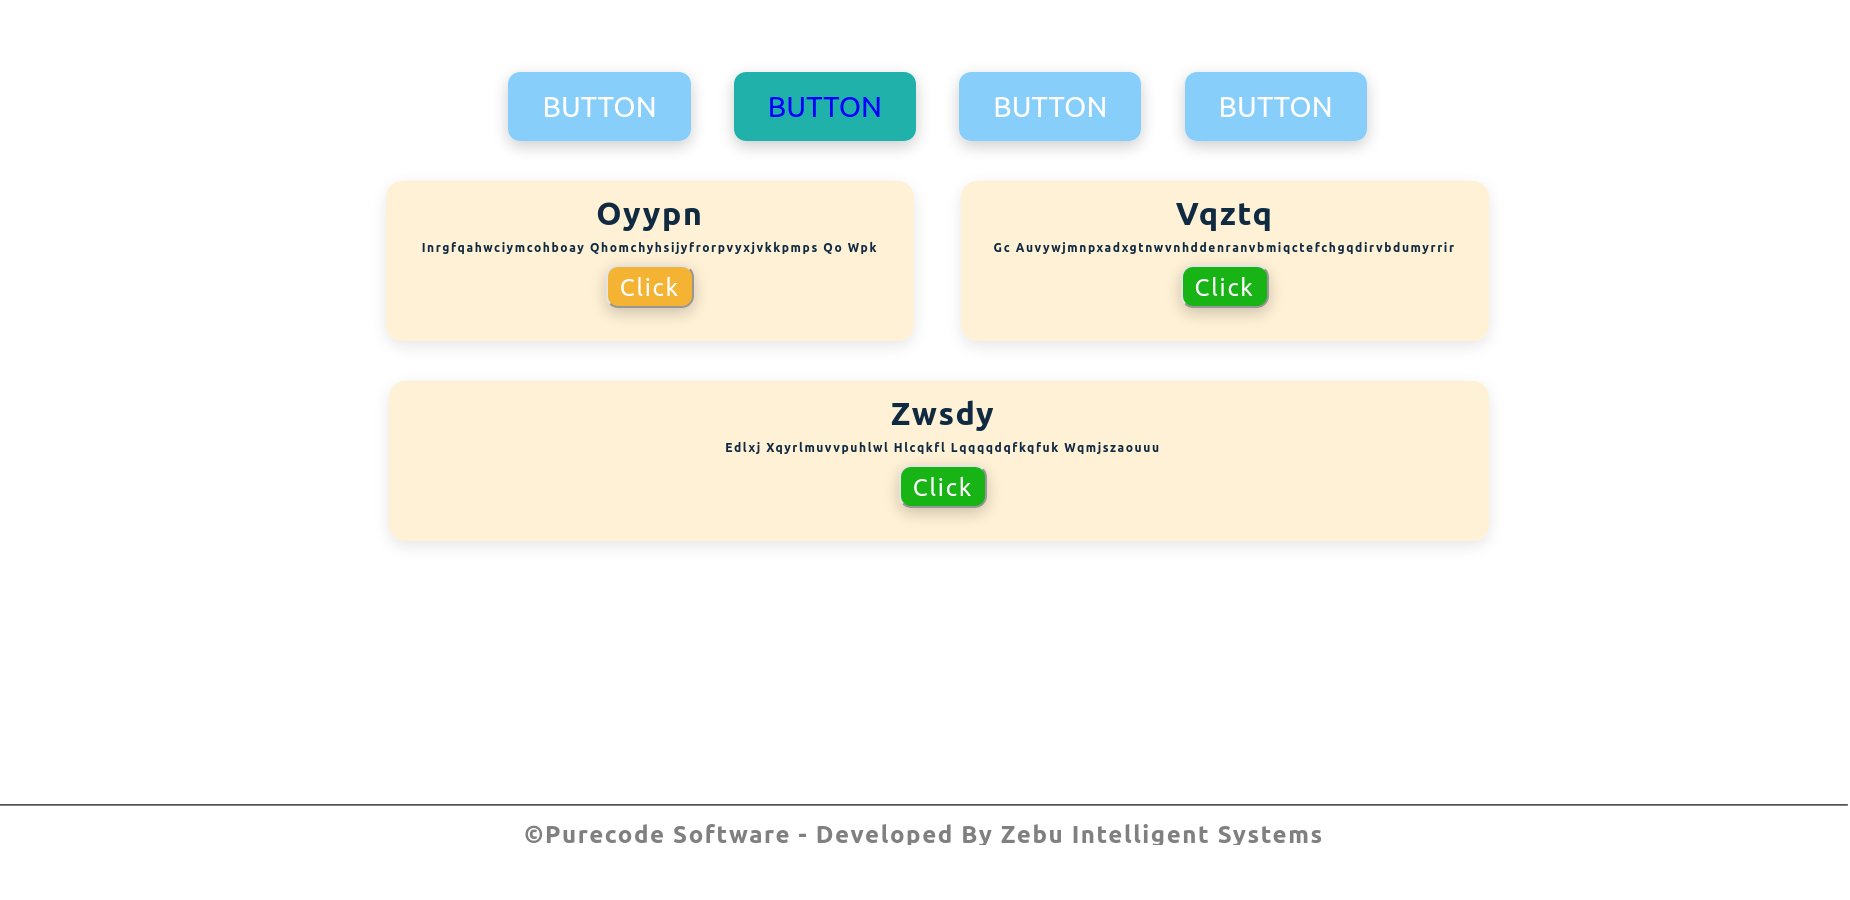 BUTTON BUTTON BUTTON BUTTON
Oyypn
Inrgfqahwciymcohboay Qhomchyhsijyfrorpvyxjvkkpmps Qo Wpk
Click
Vqztq
Gc Auvywjmnpxadxgtnwvnhddenranvbmiqctefchgqdirvbdumyrrir
Click
Zwsdy
Edlxj Xqyrlmuvvpuhlwl Hlcqkfl Lqqqqdqfkqfuk Wqmjszaouuu
Click
©Purecode Software - Developed By Zebu Intelligent Systems